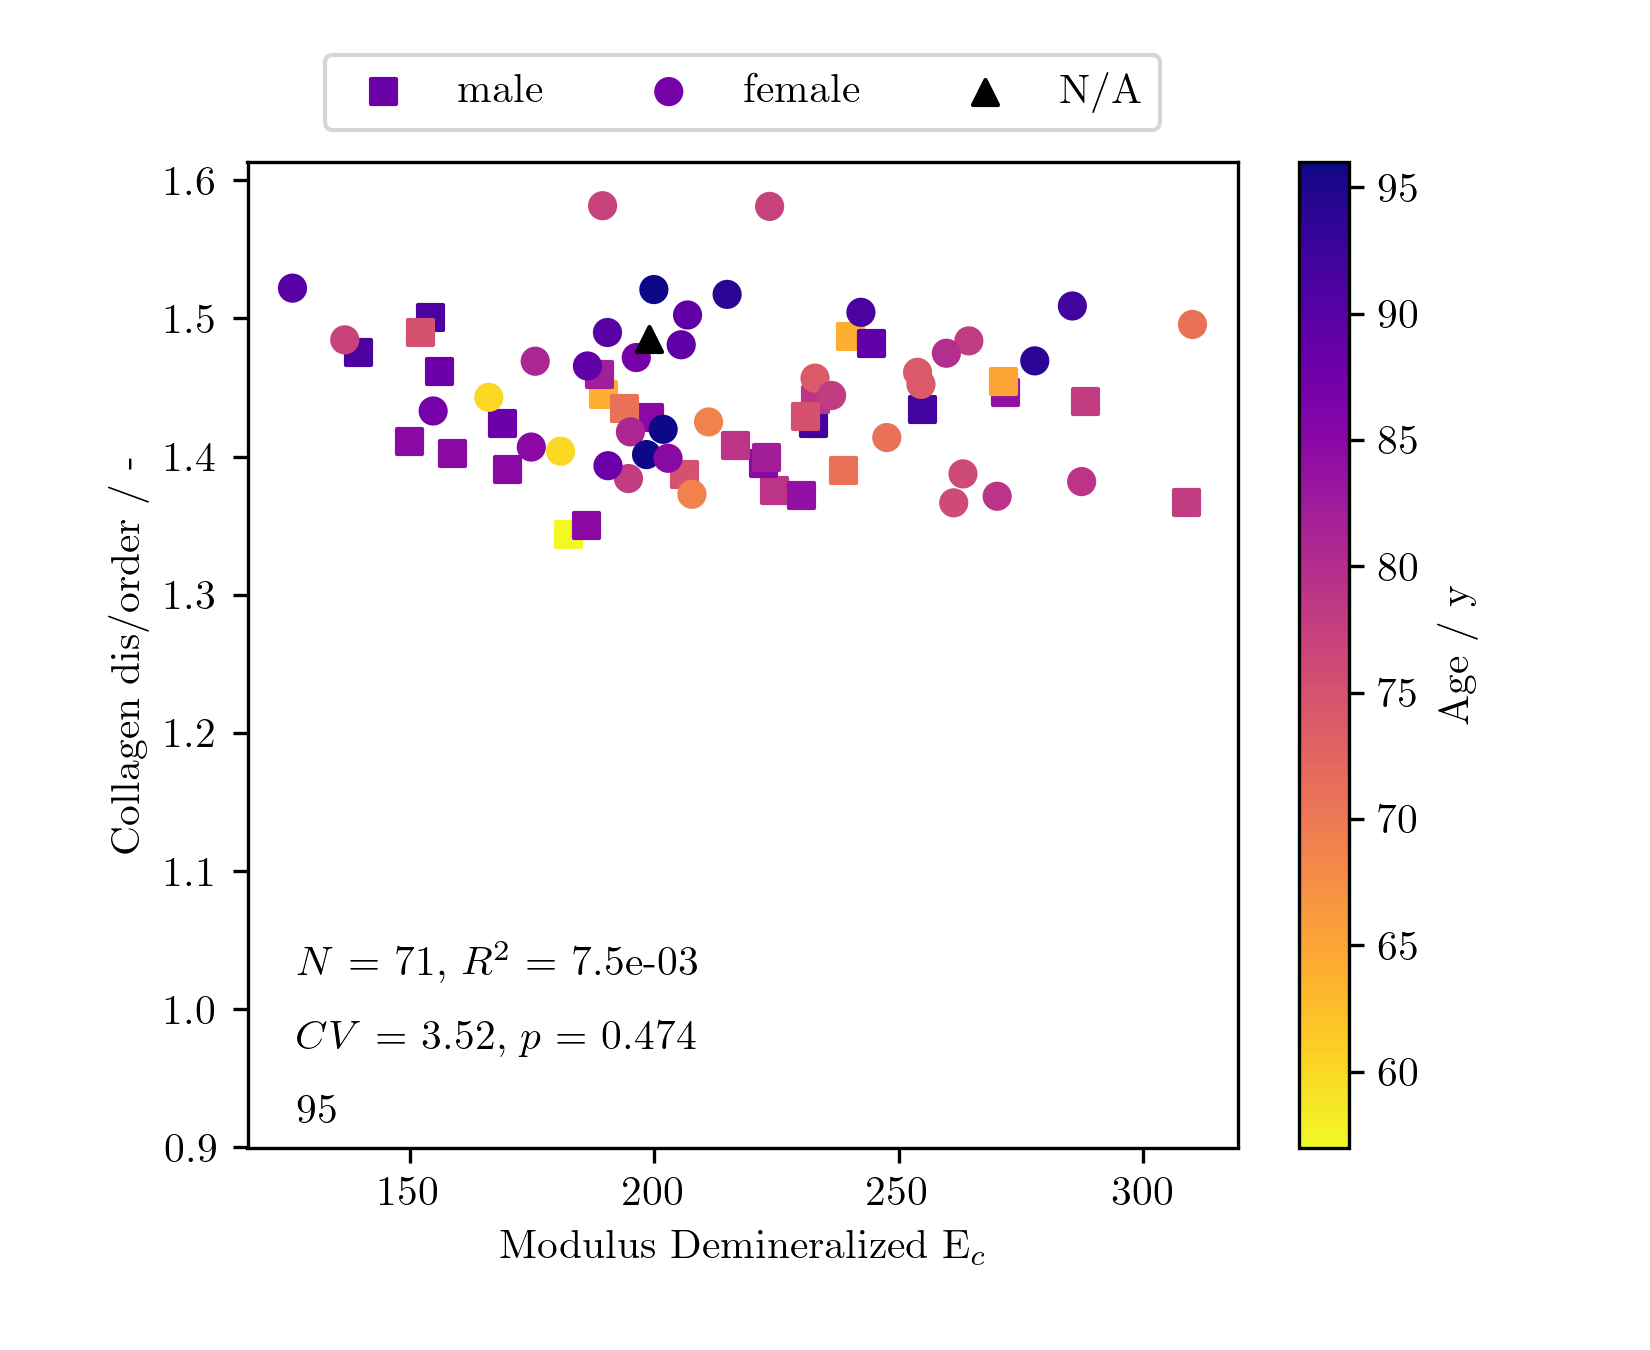 male female N/A
1.6
1.5
1.4
1.3
1.2
1.1
1.0
0.9
Collagen dis/order / -
N = 71, R² = 7.5e-03
CV = 3.52, p = 0.474
95
150 200 250 300
Modulus Demineralized E_c
95
90
85
80
75
70
65
60
Age / y